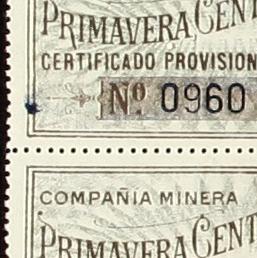 PRIMAVERA CENT
CERTIFICADO PROVISION
Nº 0960
COMPAÑIA MINERA
PRIMAVERA CENT